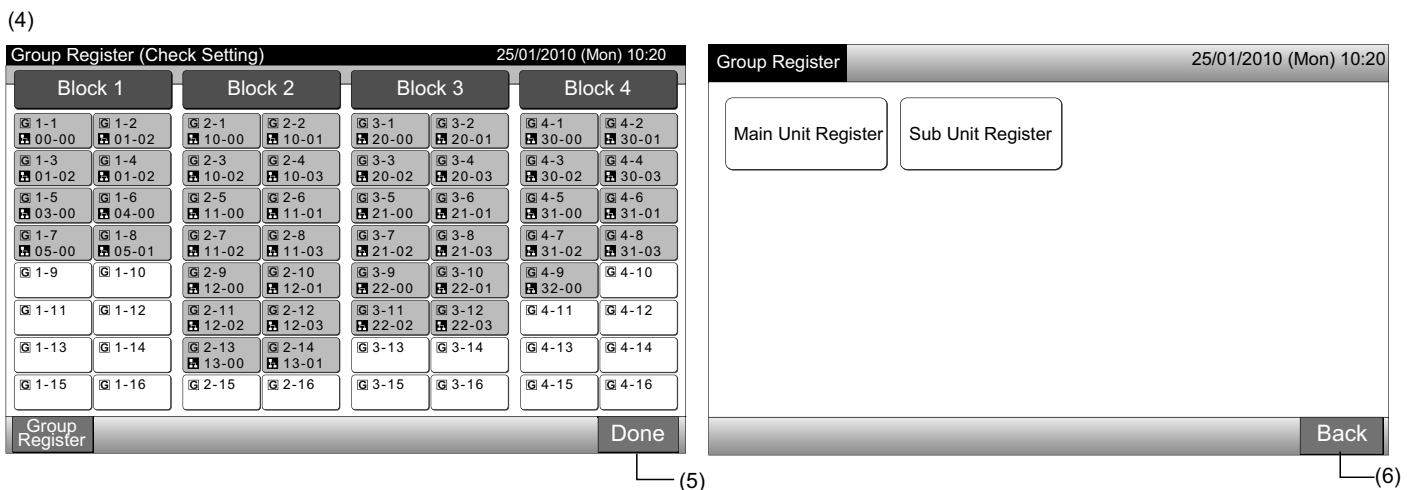 (4)
Group Register (Check Setting) 25/01/2010 (Mon) 10:20
Block 1 Block 2 Block 3 Block 4
G 1-1 G 1-2 G 2-1 G 2-2 G 3-1 G 3-2 G 4-1 G 4-2
00-00 01-02 10-00 10-01 20-00 20-01 30-00 30-01
G 1-3 G 1-4 G 2-3 G 2-4 G 3-3 G 3-4 G 4-3 G 4-4
01-02 01-02 10-02 10-03 20-02 20-03 30-02 30-03
G 1-5 G 1-6 G 2-5 G 2-6 G 3-5 G 3-6 G 4-5 G 4-6
03-00 04-00 11-00 11-01 21-00 21-01 31-00 31-01
G 1-7 G 1-8 G 2-7 G 2-8 G 3-7 G 3-8 G 4-7 G 4-8
05-00 05-01 11-02 11-03 21-02 21-03 31-02 31-03
G 1-9 G 1-10 G 2-9 G 2-10 G 3-9 G 3-10 G 4-9 G 4-10
12-00 12-01 22-00 22-01 32-00
G 1-11 G 1-12 G 2-11 G 2-12 G 3-11 G 3-12 G 4-11 G 4-12
12-02 12-03 22-02 22-03
G 1-13 G 1-14 G 2-13 G 2-14 G 3-13 G 3-14 G 4-13 G 4-14
13-00 13-01
G 1-15 G 1-16 G 2-15 G 2-16 G 3-15 G 3-16 G 4-15 G 4-16
Group
Register
Done
(5)
Group Register 25/01/2010 (Mon) 10:20
Main Unit Register Sub Unit Register
Back
(6)